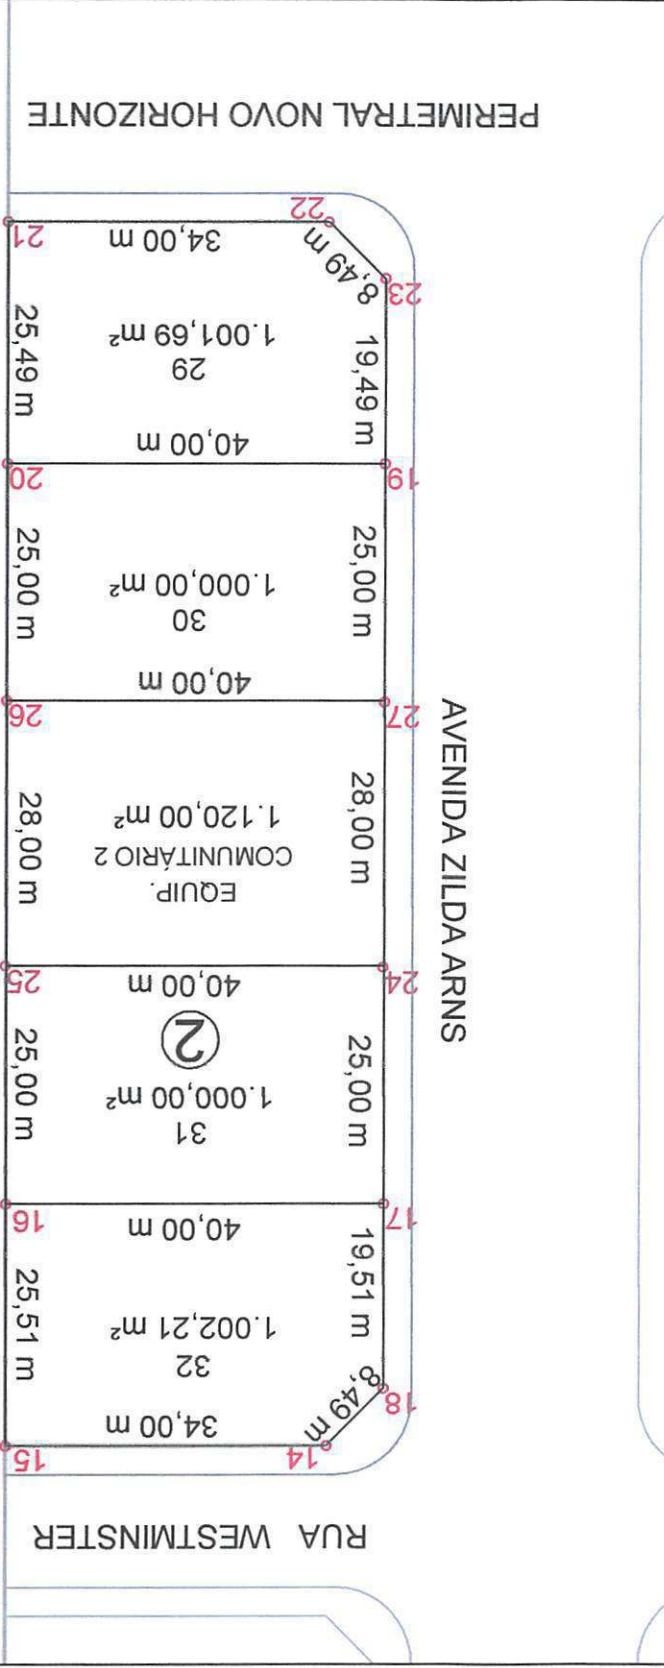 PERIMETRAL NOVO HORIZONTE
21
34,00 m
22
8,49 m
23
25,49 m
29
1.001,69 m²
19,49 m
20
40,00 m
19
25,00 m
30
1.000,00 m²
25,00 m
26
40,00 m
27
AVENIDA ZILDA ARNS
28,00 m
EQUIP.
COMUNITÁRIO 2
1.120,00 m²
28,00 m
25
40,00 m
24
2
25,00 m
31
1.000,00 m²
25,00 m
16
40,00 m
17
25,51 m
32
1.002,21 m²
19,51 m
18
8,49 m
15
34,00 m
14
RUA WESTMINSTER